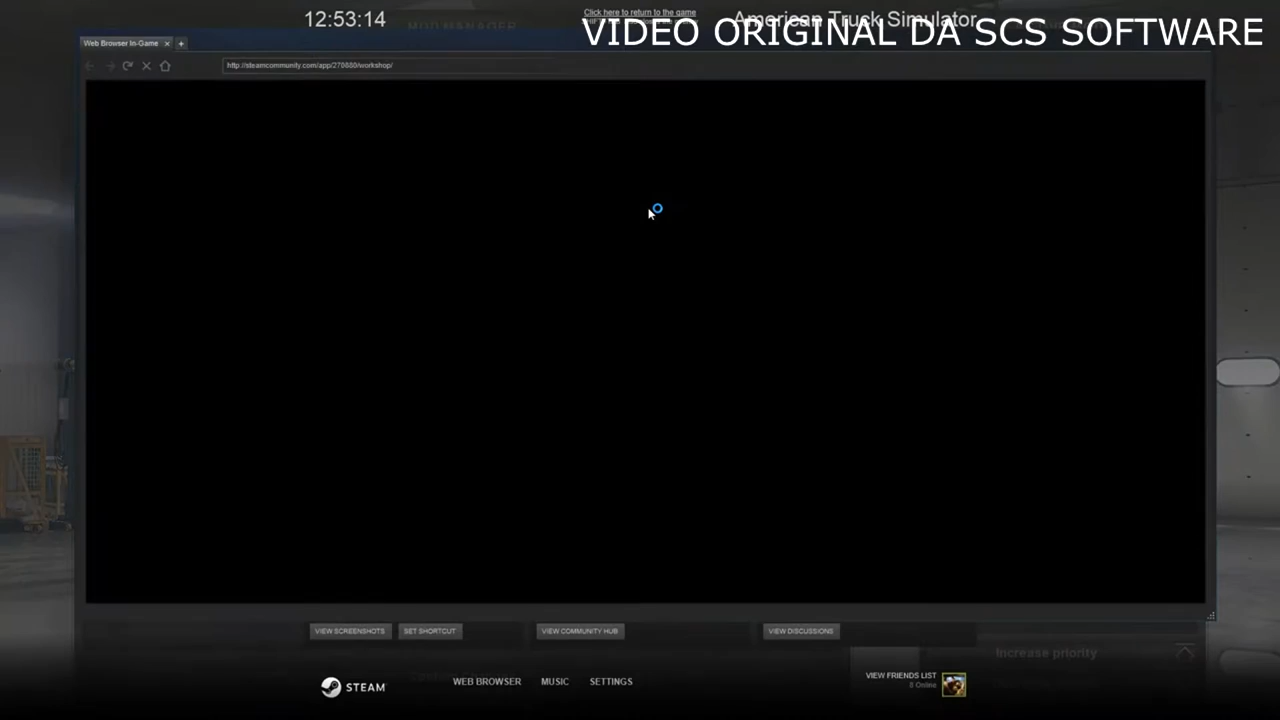 12:53:14
MOD MANAGER
Click here to return to the game
American Truck Simulator
VIDEO ORIGINAL DA SCS SOFTWARE
Web Browser In-Game
http://steamcommunity.com/app/270880/workshop/
VIEW SCREENSHOTS
SET SHORTCUT
VIEW COMMUNITY HUB
VIEW DISCUSSIONS
Increase priority
STEAM
WEB BROWSER
MUSIC
SETTINGS
VIEW FRIENDS LIST
0 Online